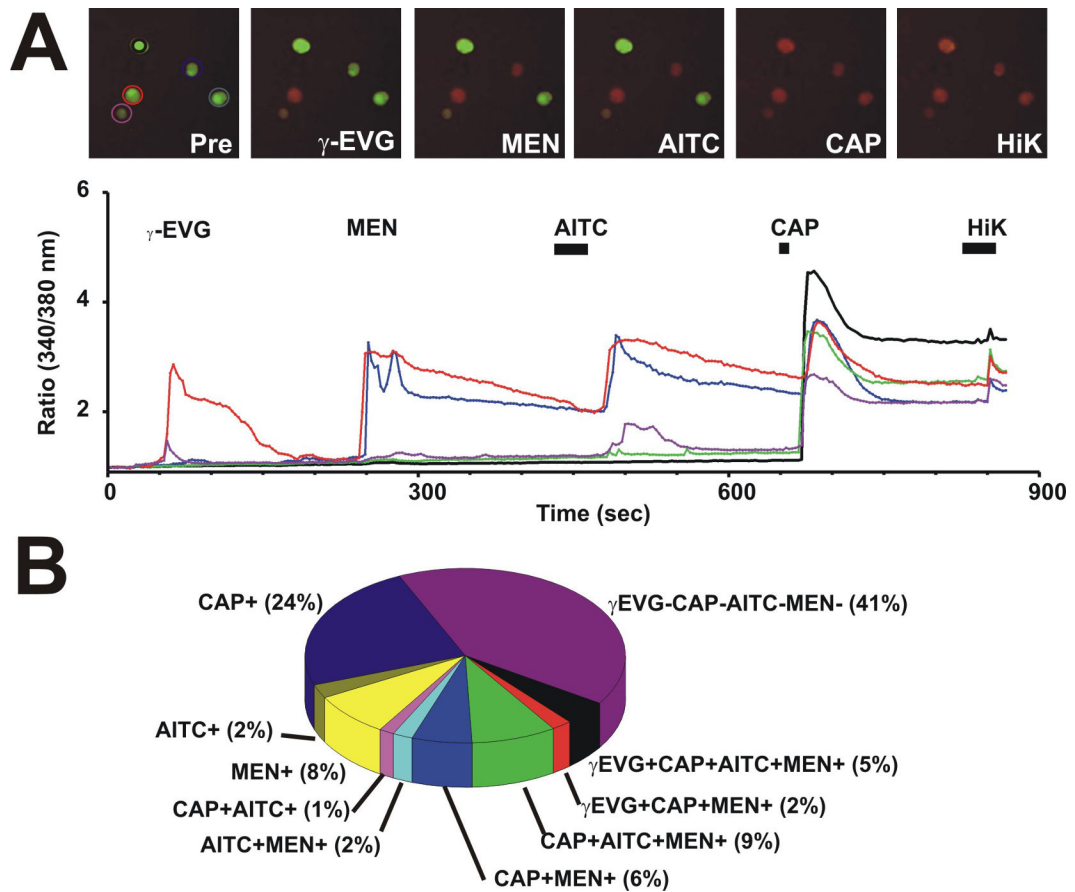 A
Pre
γ-EVG
MEN
AITC
CAP
HiK
6
4
2
Ratio (340/380 nm)
γ-EVG
MEN
AITC
CAP
HiK
0
300
600
900
Time (sec)
B
CAP+ (24%)
γEVG-CAP-AITC-MEN- (41%)
AITC+ (2%)
MEN+ (8%)
CAP+AITC+ (1%)
AITC+MEN+ (2%)
CAP+MEN+ (6%)
CAP+AITC+MEN+ (9%)
γEVG+CAP+MEN+ (2%)
γEVG+CAP+AITC+MEN+ (5%)